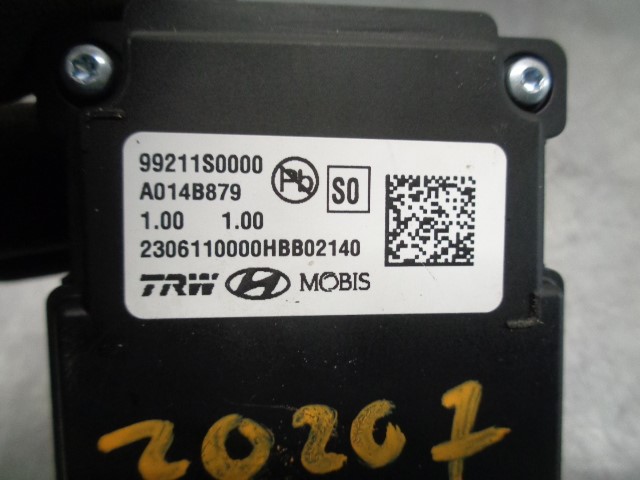 99211S0000
Pb
S0
A014B879
1.00 1.00
2306110000HBB02140
TRW MOBIS
20207